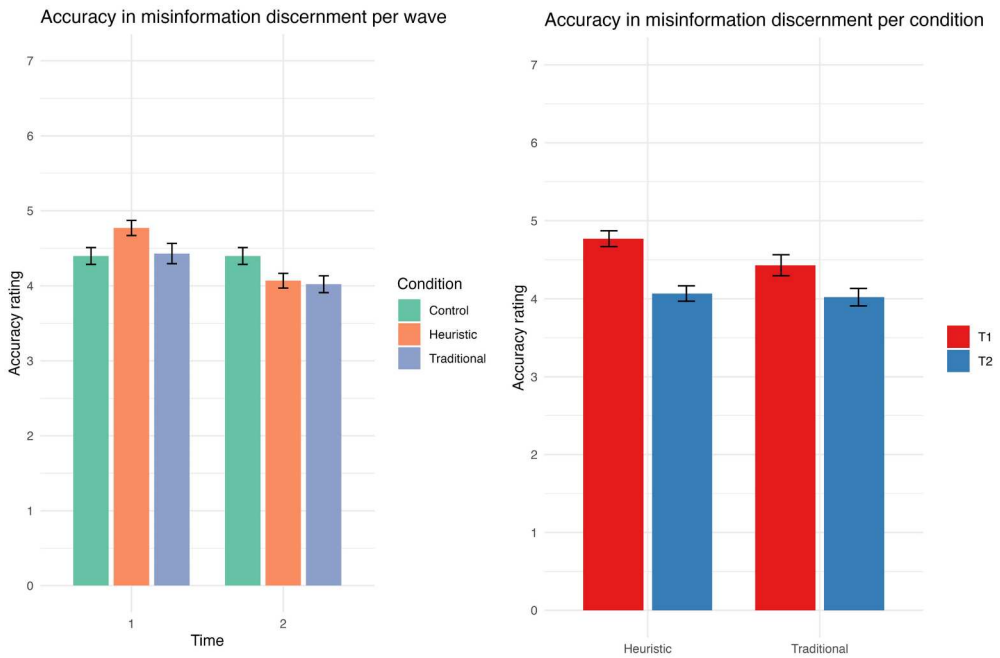 Accuracy in misinformation discernment per wave
7
6
5
4
3
2
1
0
Accuracy rating
1
2
Time
Condition
Control
Heuristic
Traditional
Accuracy in misinformation discernment per condition
7
6
5
4
3
2
1
0
Accuracy rating
Heuristic
Traditional
T1
T2